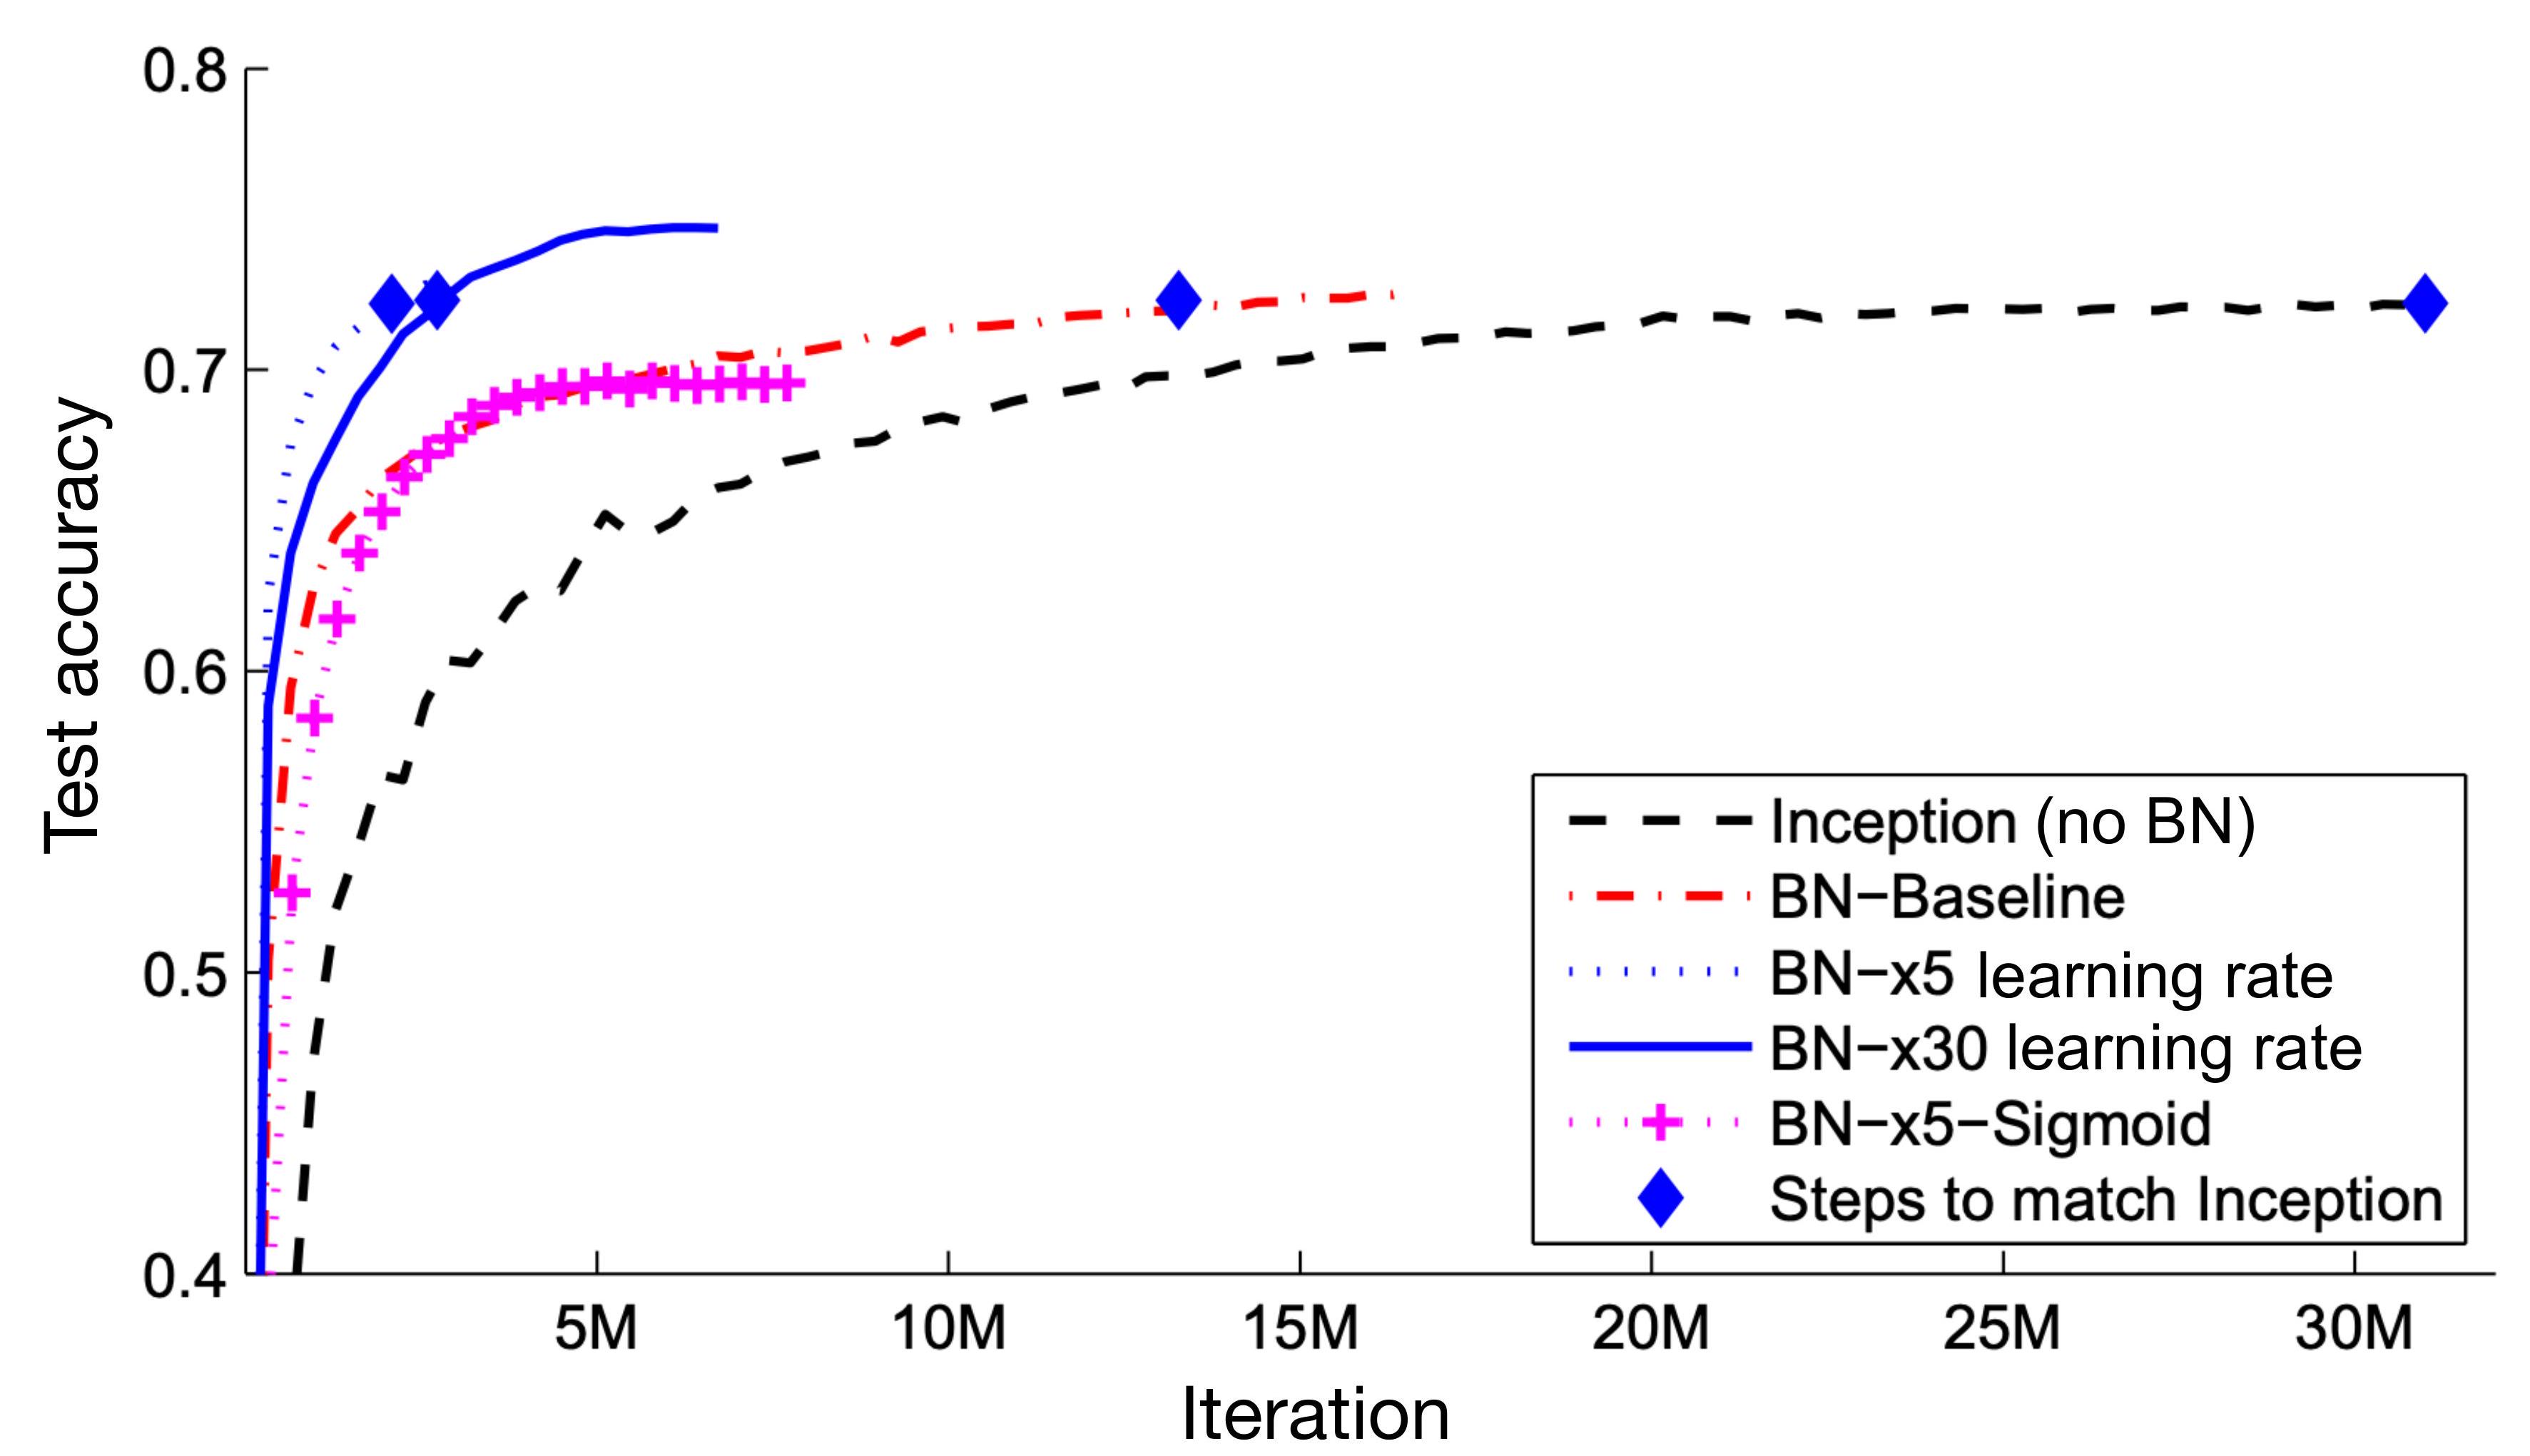 Test accuracy
0.8
0.7
0.6
0.5
0.4
5M
10M
15M
20M
25M
30M
Iteration
Inception (no BN)
BN−Baseline
BN−x5 learning rate
BN−x30 learning rate
BN−x5−Sigmoid
Steps to match Inception